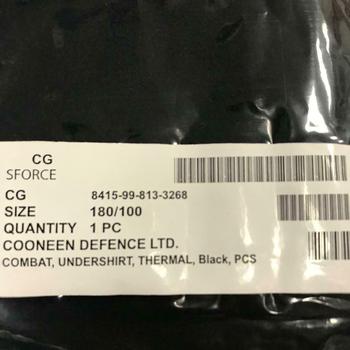 CG
SFORCE
CG 8415-99-813-3268
SIZE 180/100
QUANTITY 1 PC
COONEEN DEFENCE LTD.
COMBAT, UNDERSHIRT, THERMAL, Black, PCS